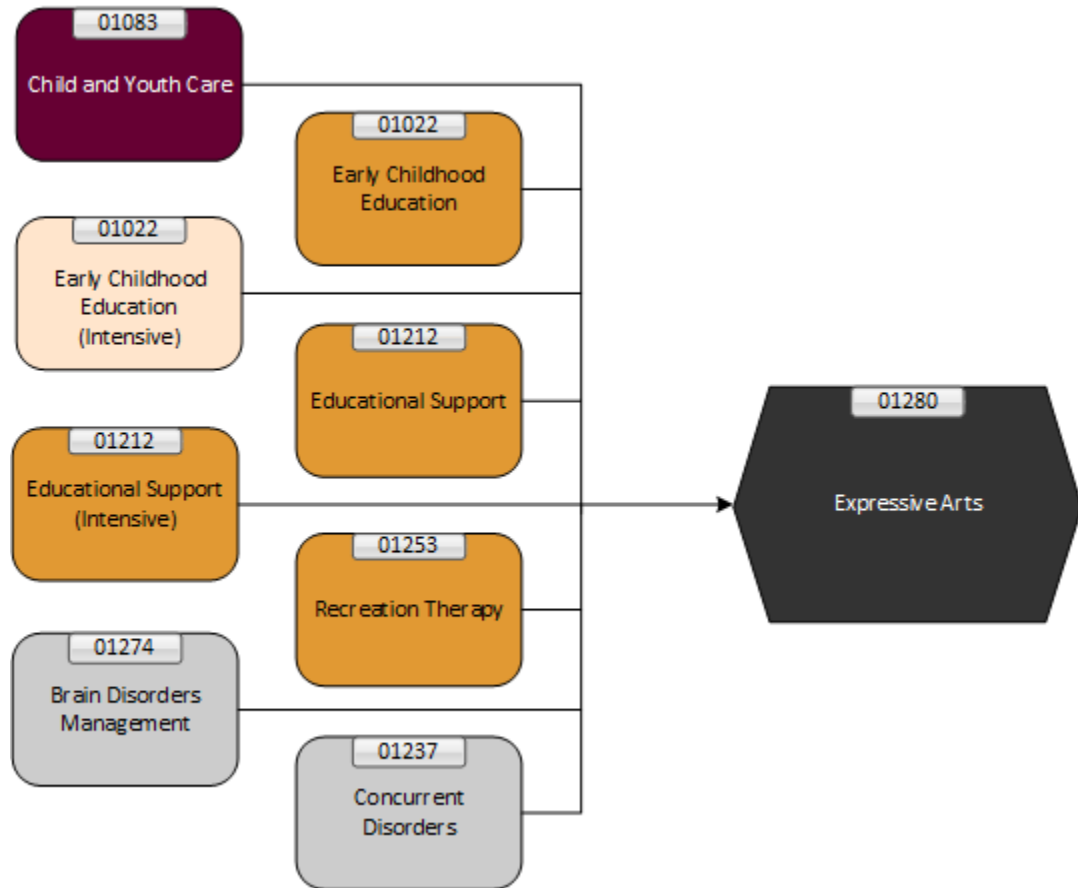 01083
Child and Youth Care
01022
Early Childhood
Education
01022
Early Childhood
Education
(Intensive)
01212
Educational Support
01280
Expressive Arts
01212
Educational Support
(Intensive)
01253
Recreation Therapy
01274
Brain Disorders
Management
01237
Concurrent
Disorders